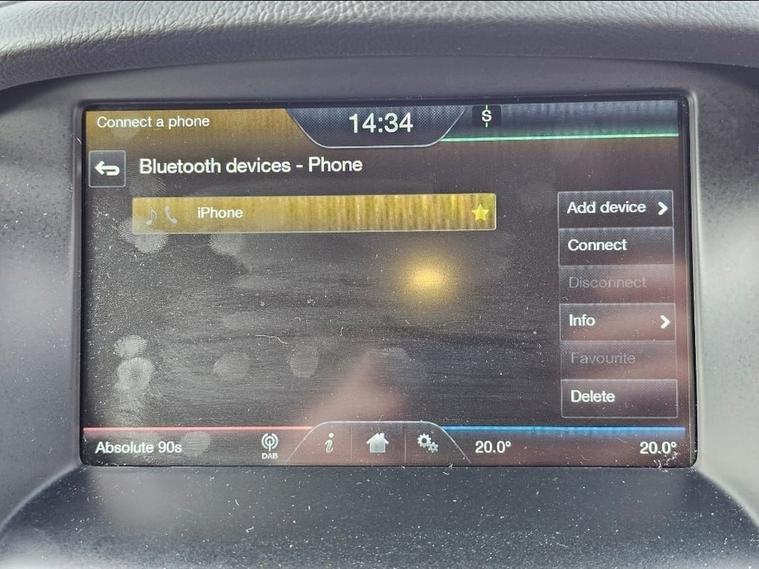 Connect a phone
14:34
S
Bluetooth devices - Phone
iPhone
Add device
Connect
Disconnect
Info
Favourite
Delete
Absolute 90s
DAB
i
20.0°
20.0°